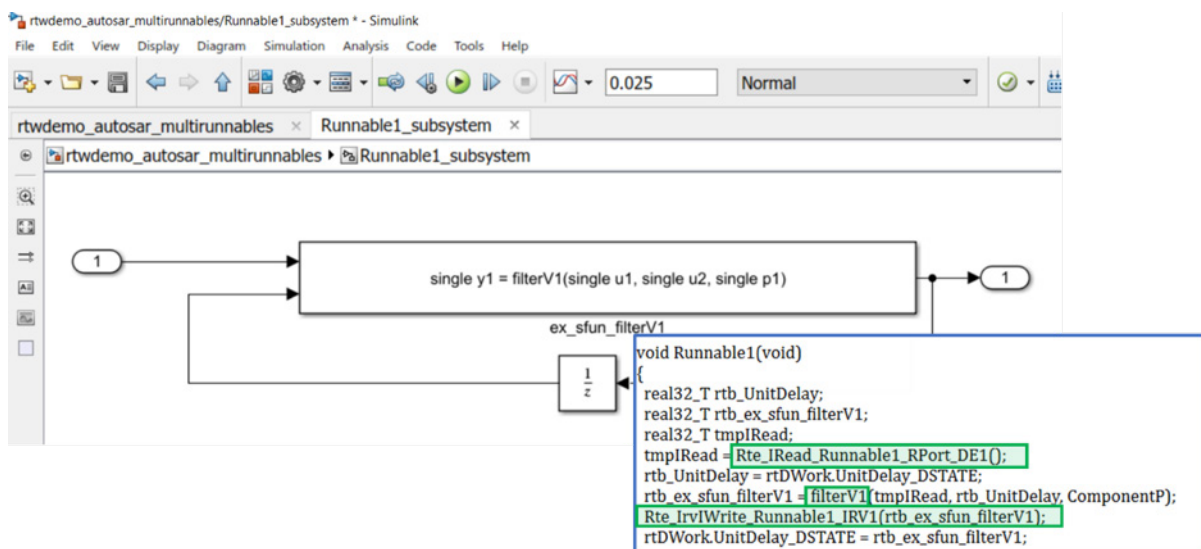 rtwdemo_autosar_multirunnables/Runnable1_subsystem * - Simulink
File Edit View Display Diagram Simulation Analysis Code Tools Help
0.025 Normal
rtwdemo_autosar_multirunnables × Runnable1_subsystem ×
rtwdemo_autosar_multirunnables ▸ Runnable1_subsystem
1
single y1 = filterV1(single u1, single u2, single p1)
1
ex_sfun_filterV1
1
z
void Runnable1(void)
{
real32_T rtb_UnitDelay;
real32_T rtb_ex_sfun_filterV1;
real32_T tmpIRead;
tmpIRead = Rte_IRead_Runnable1_RPort_DE1();
rtb_UnitDelay = rtDWork.UnitDelay_DSTATE;
rtb_ex_sfun_filterV1 = filterV1(tmpIRead, rtb_UnitDelay, ComponentP);
Rte_IrvIWrite_Runnable1_IRV1(rtb_ex_sfun_filterV1);
rtDWork.UnitDelay_DSTATE = rtb_ex_sfun_filterV1;